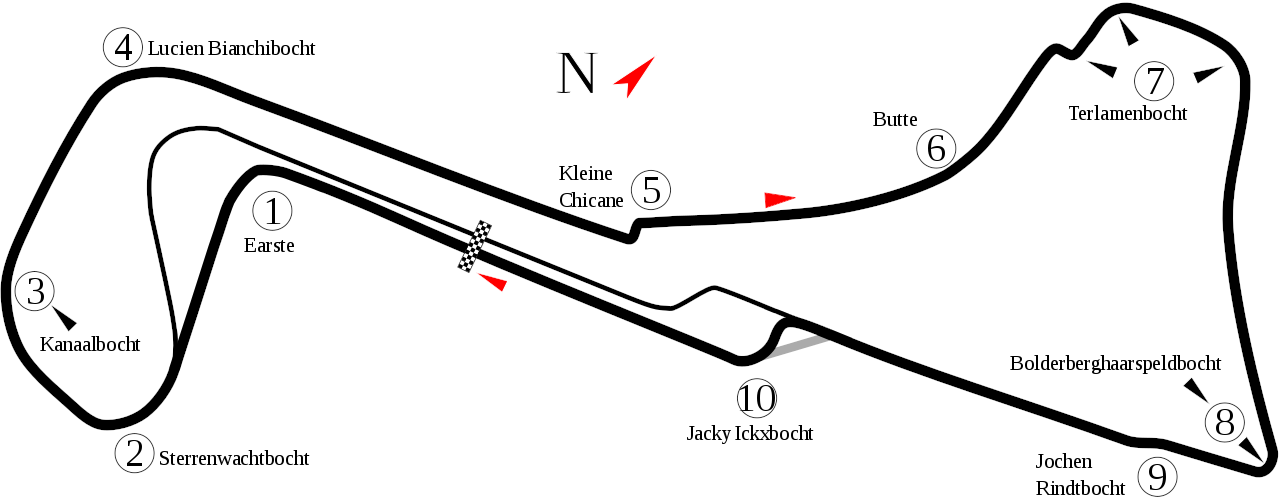 4 Lucien Bianchibocht
N
7
Terlamenbocht
Butte
6
Kleine
Chicane
5
1
Earste
3
Kanaalbocht
Bolderberghaarspeldbocht
8
10
Jacky Ickxbocht
2 Sterrenwachtbocht
Jochen
Rindtbocht
9